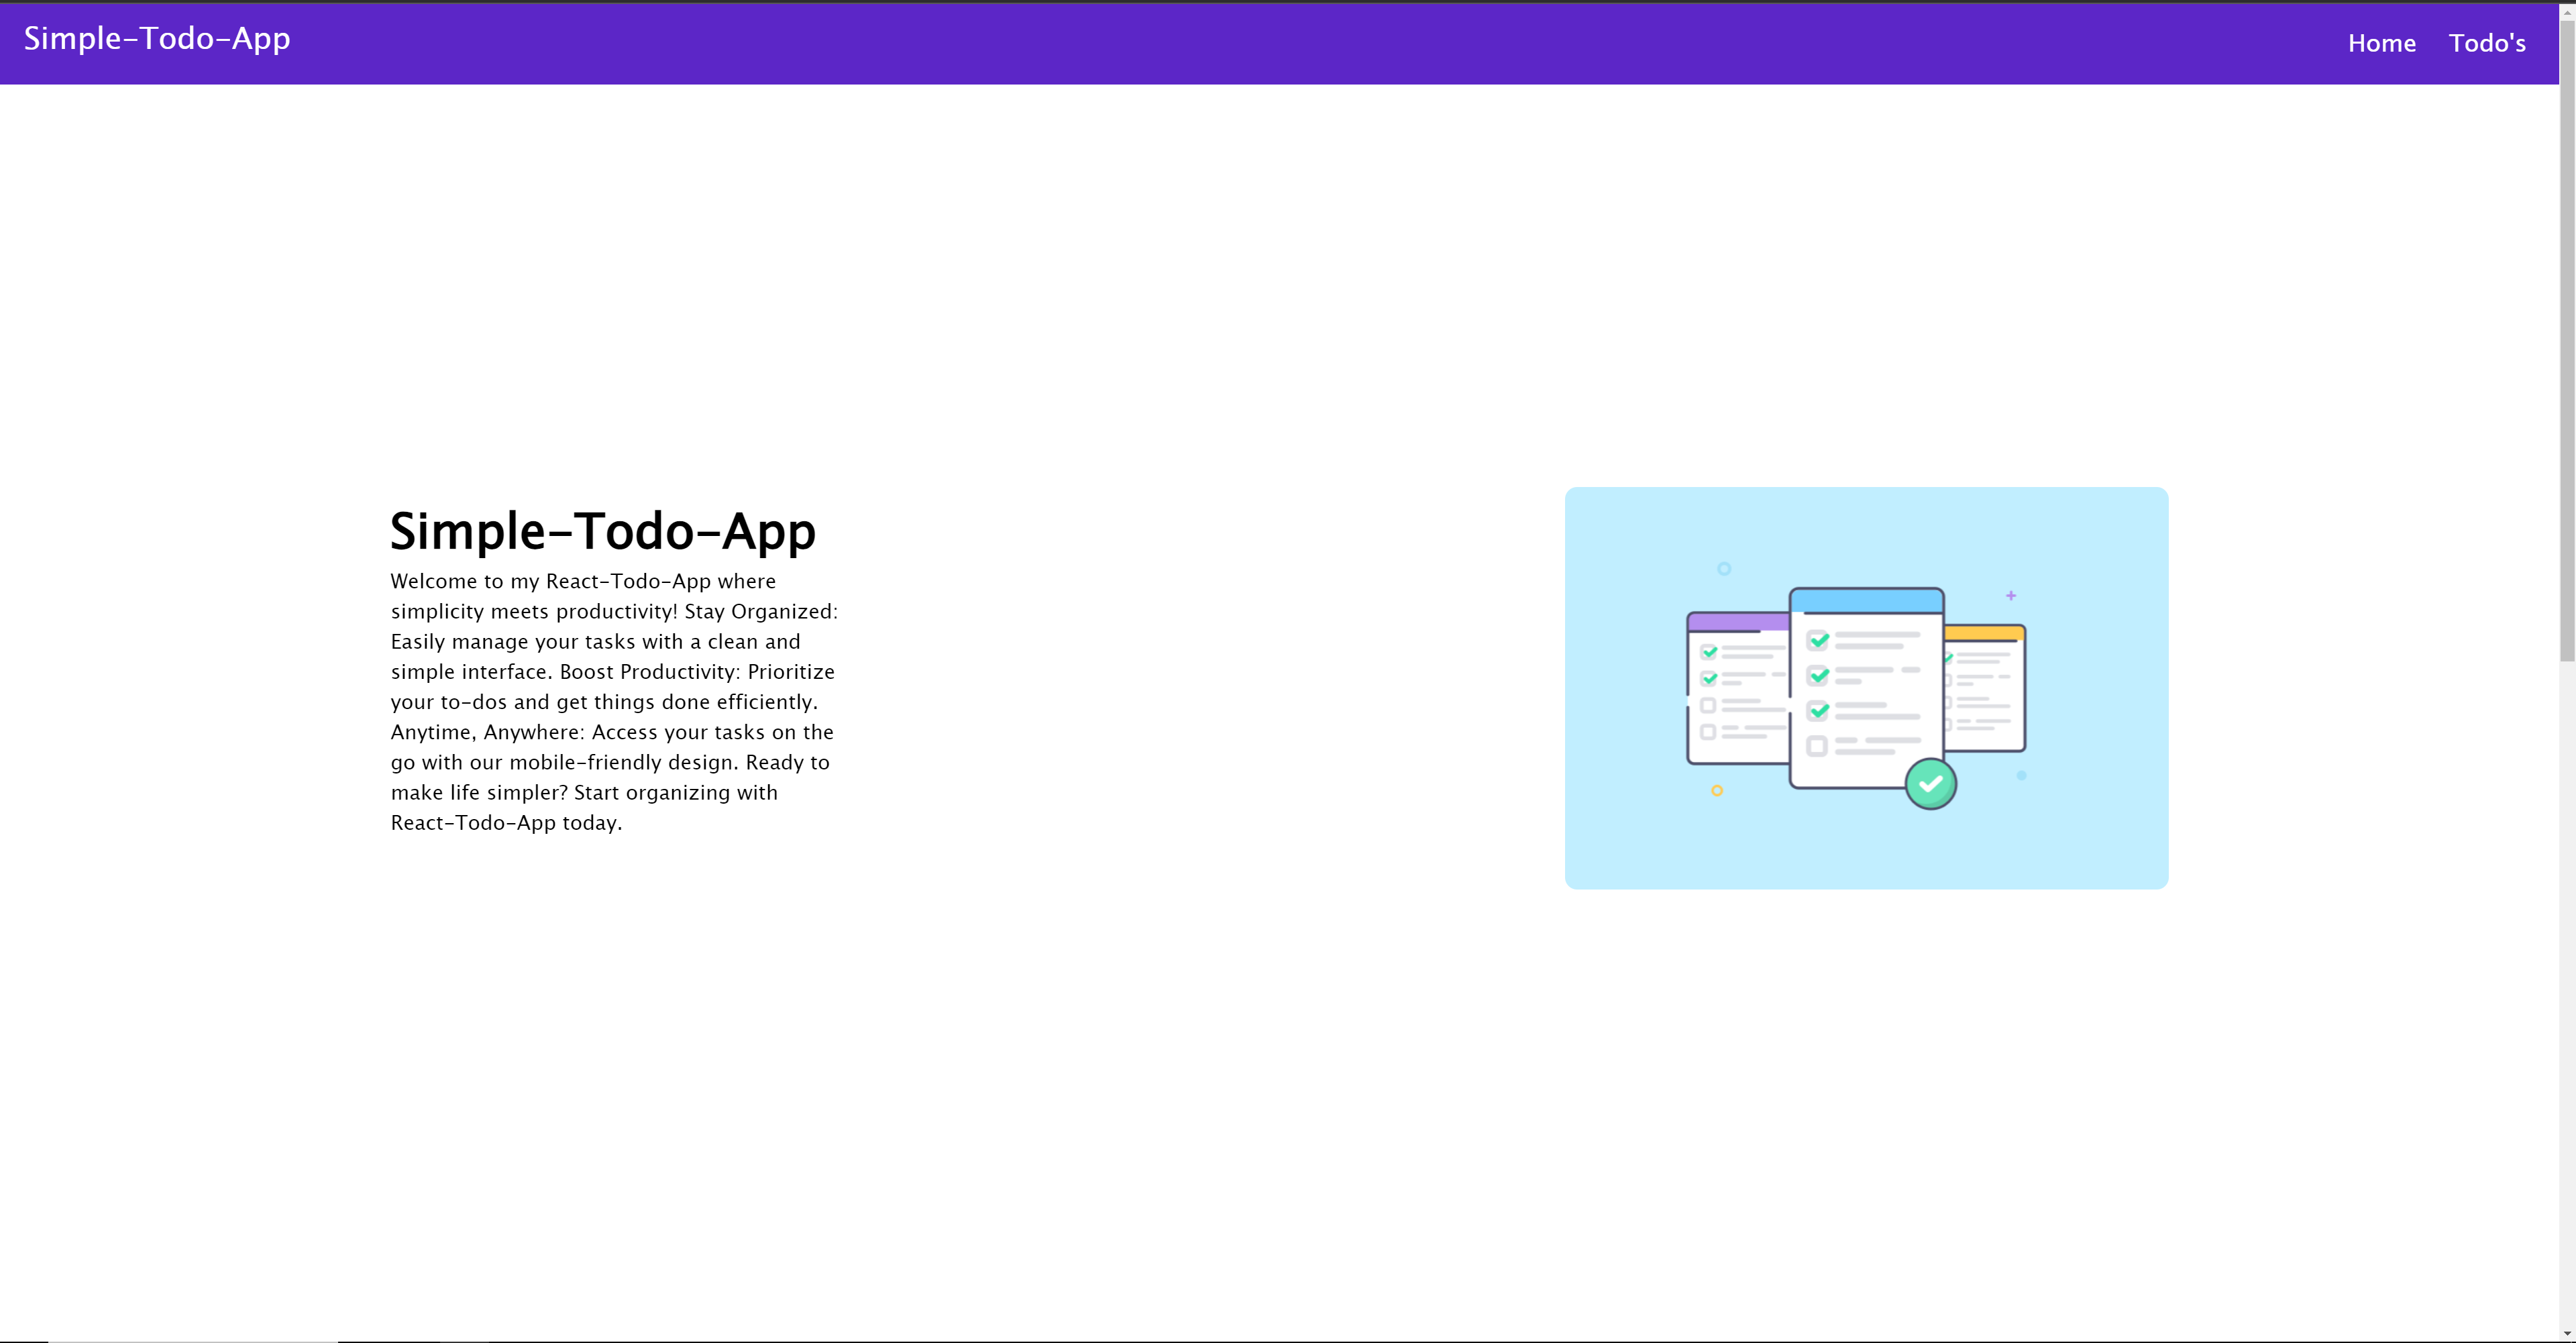 Simple-Todo-App
Home Todo's
Simple-Todo-App
Welcome to my React-Todo-App where
simplicity meets productivity! Stay Organized:
Easily manage your tasks with a clean and
simple interface. Boost Productivity: Prioritize
your to-dos and get things done efficiently.
Anytime, Anywhere: Access your tasks on the
go with our mobile-friendly design. Ready to
make life simpler? Start organizing with
React-Todo-App today.